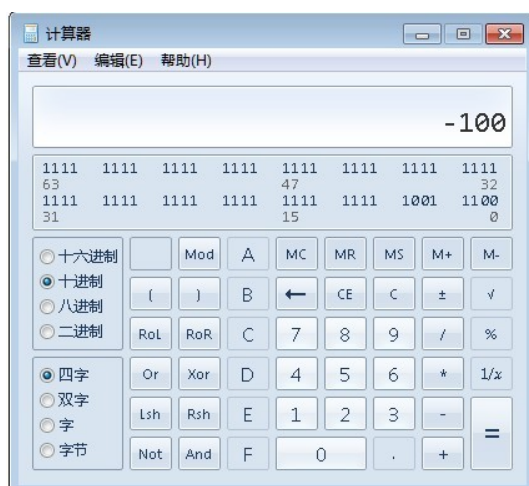 计算器
查看(V) 编辑(E) 帮助(H)
-100
1111 1111 1111 1111 1111 1111 1111 1111
63 47 32
1111 1111 1111 1111 1111 1111 1001 1100
31 15 0
十六进制 Mod A MC MR MS M+ M-
十进制 ( ) B ← CE C ± √
八进制
二进制 RoL RoR C 7 8 9 / %
四字 Or Xor D 4 5 6 * 1/x
双字
字 Lsh Rsh E 1 2 3 - =
字节 Not And F 0 . +